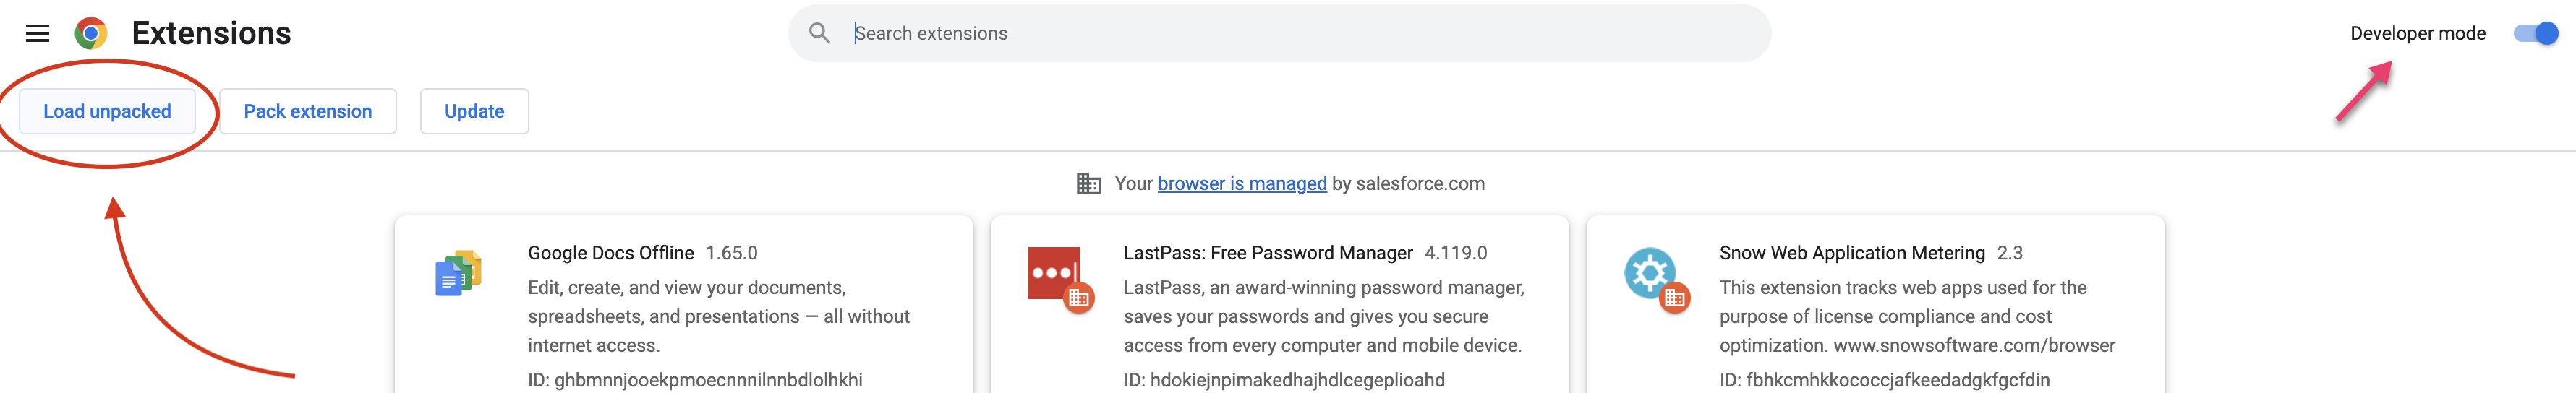 Extensions
Search extensions
Developer mode
Load unpacked
Pack extension
Update
Your browser is managed by salesforce.com
Google Docs Offline 1.65.0
Edit, create, and view your documents,
spreadsheets, and presentations — all without
internet access.
ID: ghbmnnjooekpmoecnnnilnnbdlolhkhi
LastPass: Free Password Manager 4.119.0
LastPass, an award-winning password manager,
saves your passwords and gives you secure
access from every computer and mobile device.
ID: hdokiejnpimakedhajhdlcegeplioahd
Snow Web Application Metering 2.3
This extension tracks web apps used for the
purpose of license compliance and cost
optimization. www.snowsoftware.com/browser
ID: fbhkcmhkkococcjafkeedadgkfgcfdin